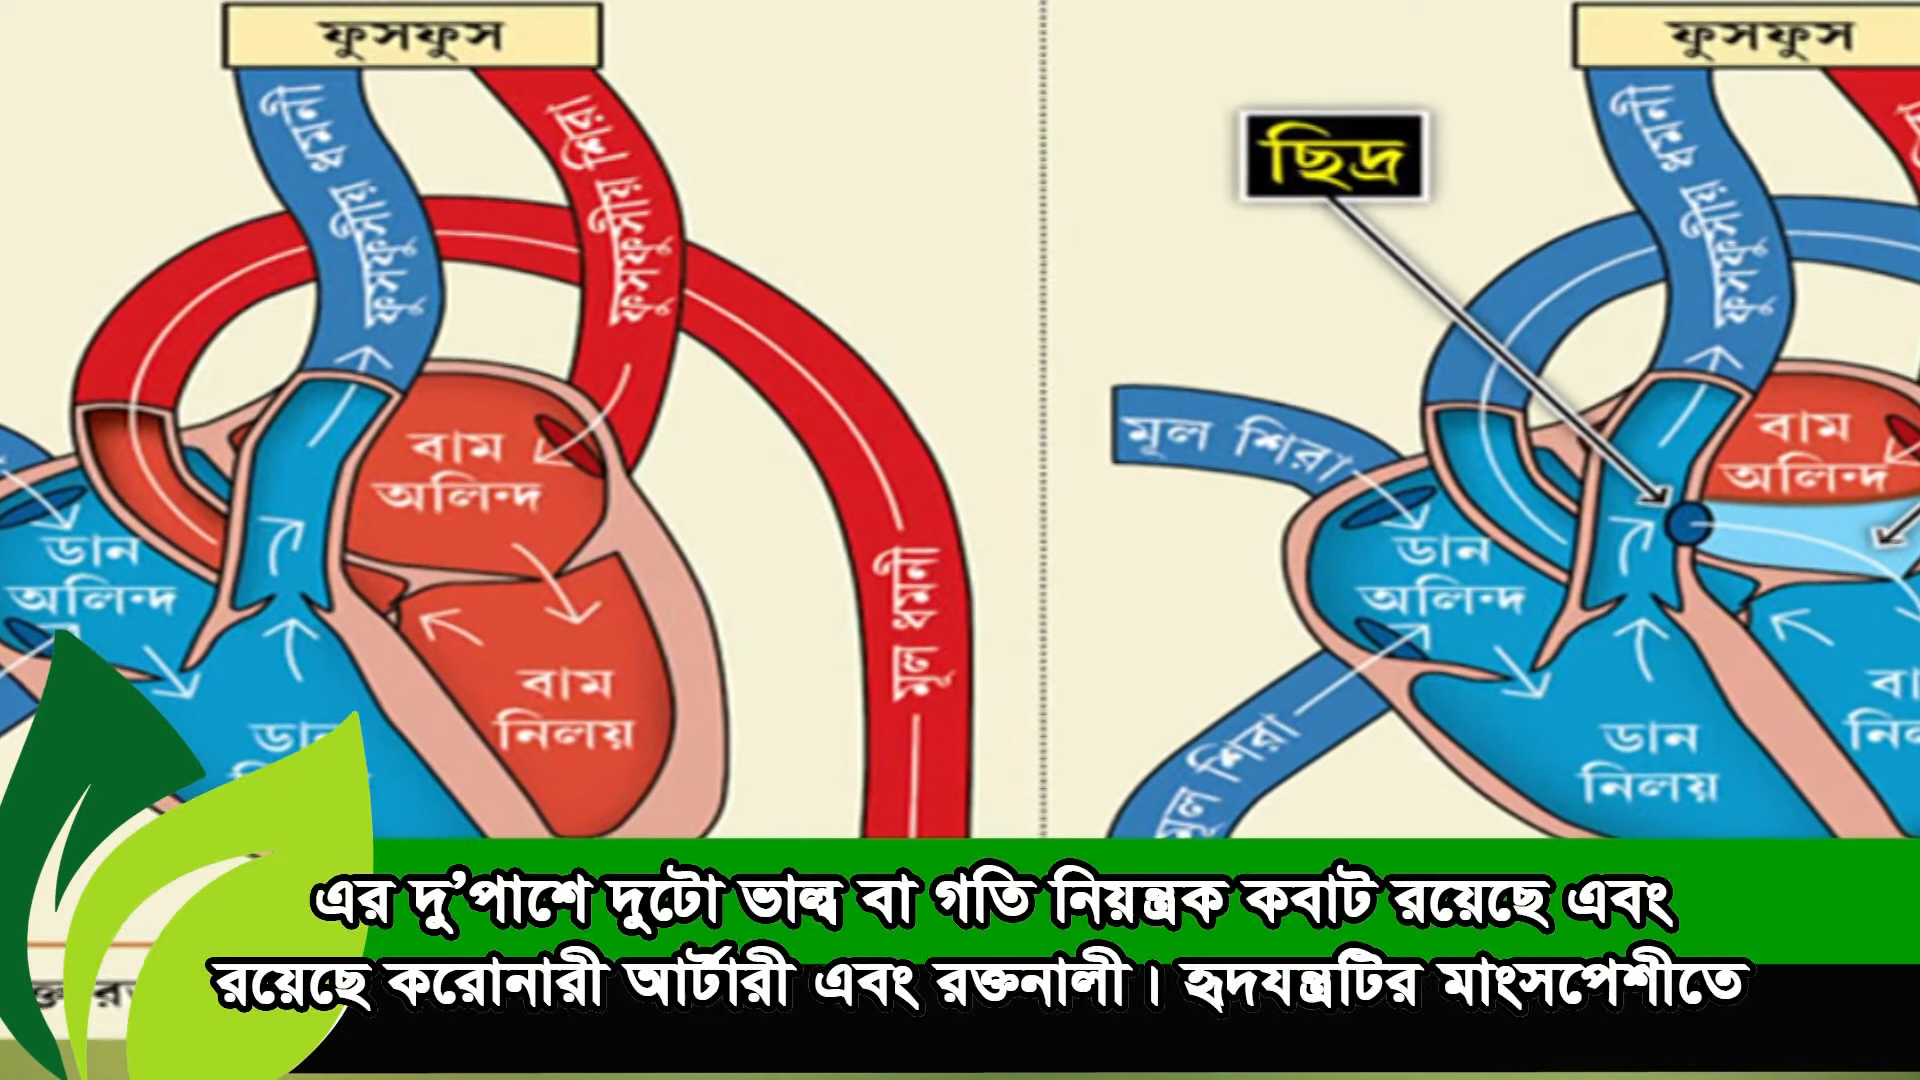 ফুসফুস
ফুসফুসীয় ধমনী
ফুসফুসীয় শিরা
বাম
অলিন্দ
ডান
অলিন্দ
বাম
নিলয়
মূল ধমনী
ডান
ফুসফুস
ছিদ্র
ফুসফুসীয় ধমনী
মূল শিরা
বাম
অলিন্দ
ডান
অলিন্দ
ডান
নিলয়
মূল শিরা
এর দু’পাশে দুটো ভাল্ব বা গতি নিয়ন্ত্রক কবাট রয়েছে এবং
রয়েছে করোনারী আর্টারী এবং রক্তনালী। হৃদযন্ত্রটির মাংসপেশীতে